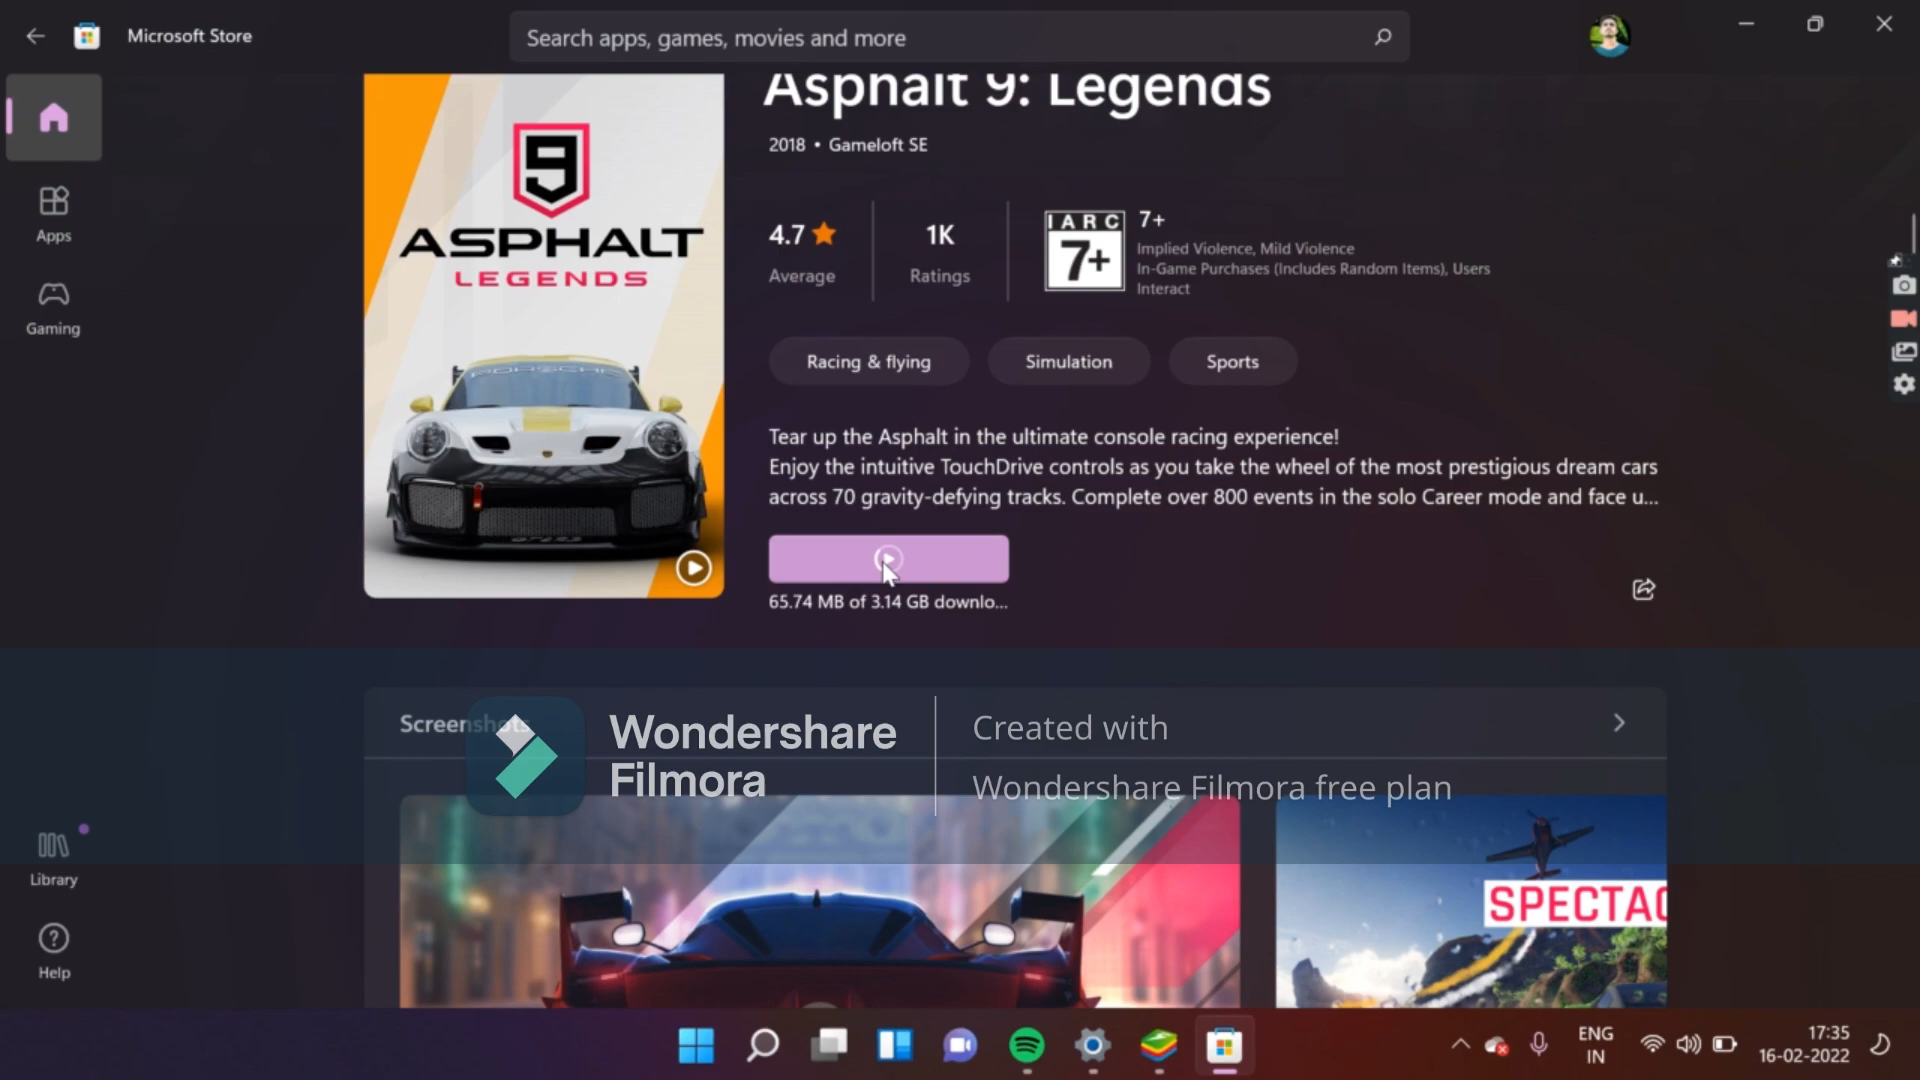 Microsoft Store
Search apps, games, movies and more
Asphalt 9: Legends
2018 • Gameloft SE
9
ASPHALT
LEGENDS
PORSCHE
4.7
Average
1K
Ratings
IARC
7+
7+
Implied Violence, Mild Violence
In-Game Purchases (Includes Random Items), Users
Interact
Apps
Gaming
Racing & flying
Simulation
Sports
Tear up the Asphalt in the ultimate console racing experience!
Enjoy the intuitive TouchDrive controls as you take the wheel of the most prestigious dream cars
across 70 gravity-defying tracks. Complete over 800 events in the solo Career mode and face u...
65.74 MB of 3.14 GB downlo...
Screenshots
Wondershare
Filmora
Created with
Wondershare Filmora free plan
SPECTAC
Library
Help
ENG
IN
17:35
16-02-2022